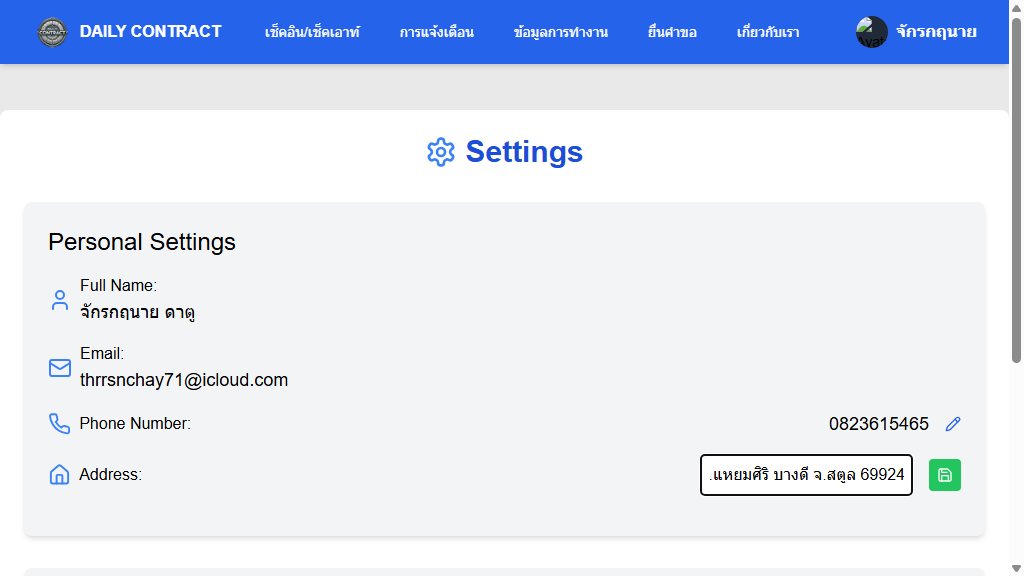 DAILY CONTRACT
เช็คอิน/เช็คเอาท์
การแจ้งเตือน
ข้อมูลการทำงาน
ยื่นคำขอ
เกี่ยวกับเรา
จักรกฤนาย
Settings
Personal Settings
Full Name:
จักรกฤนาย ดาตู
Email:
thrrsnchay71@icloud.com
Phone Number:
0823615465
Address:
.แหยมศิริ บางดี จ.สตูล 69924